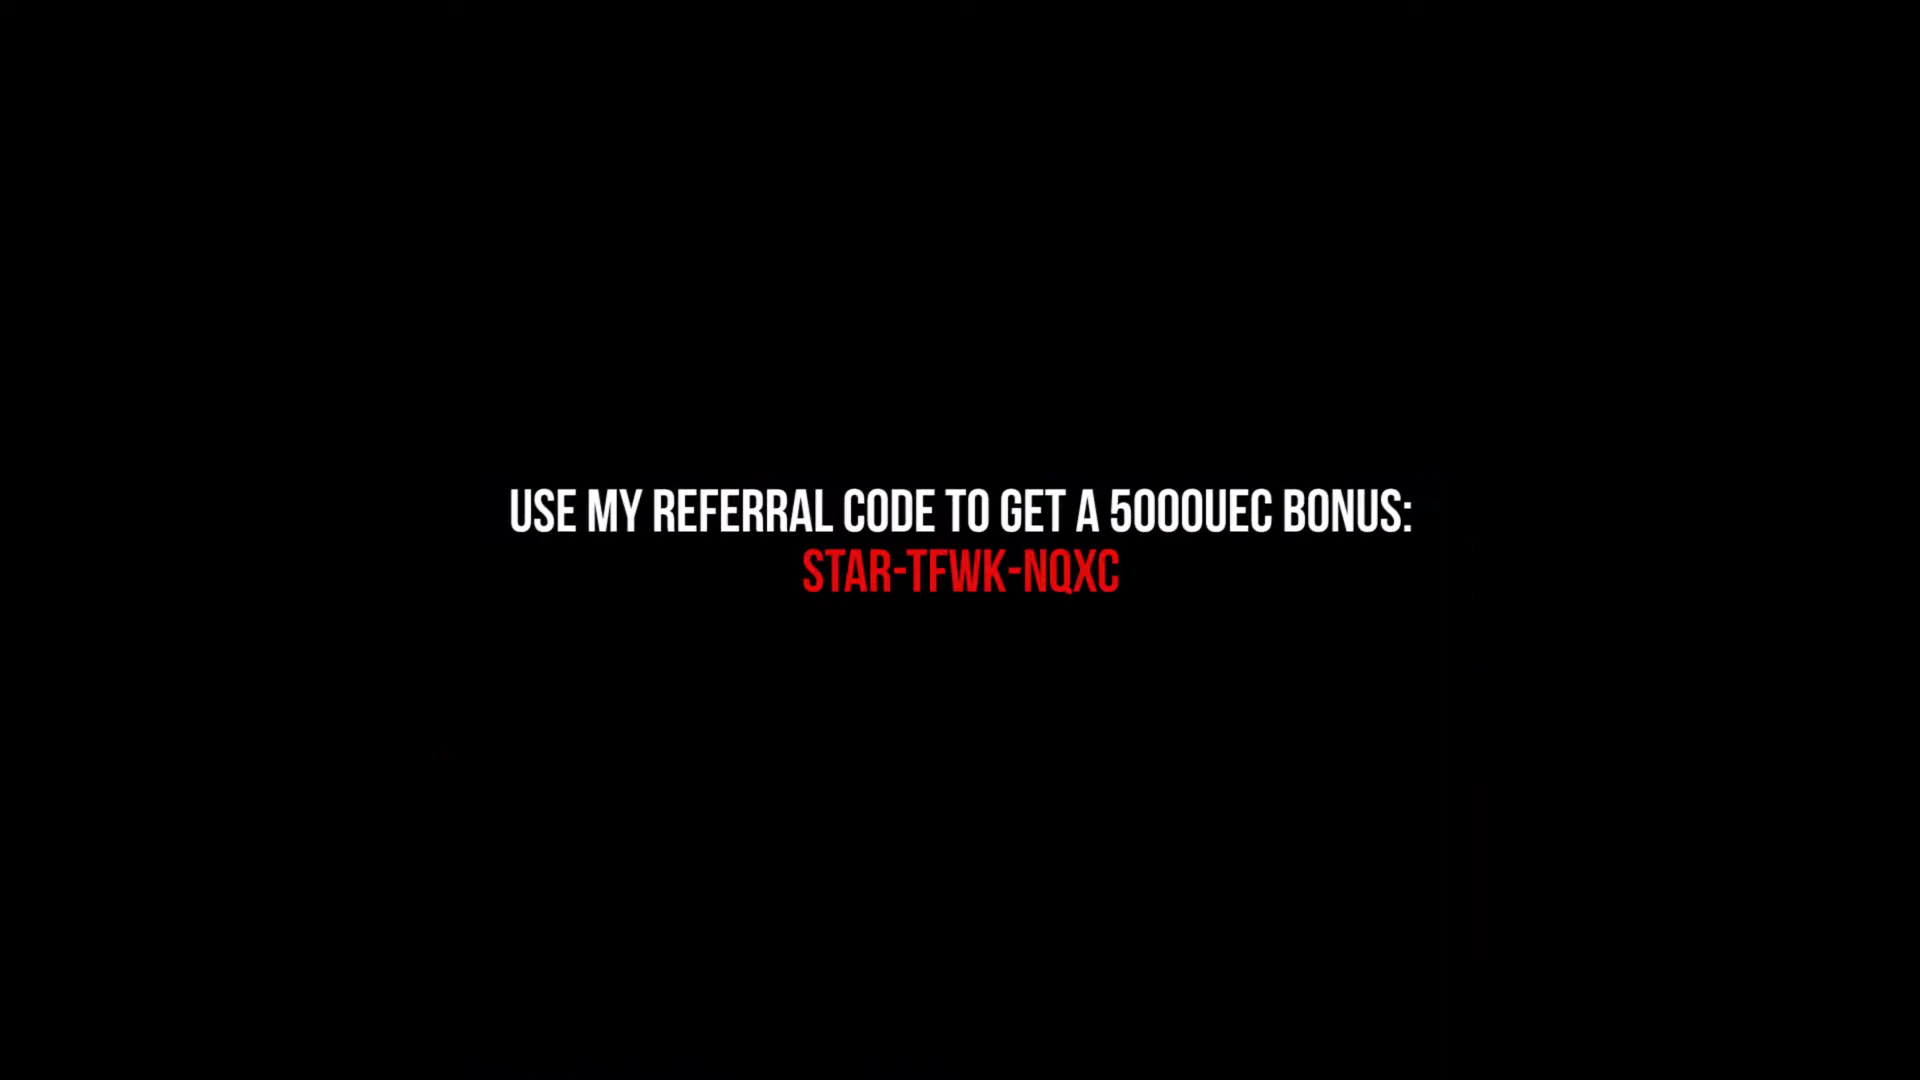 USE MY REFERRAL CODE TO GET A 5000UEC BONUS:
STAR-TFWK-NQXC